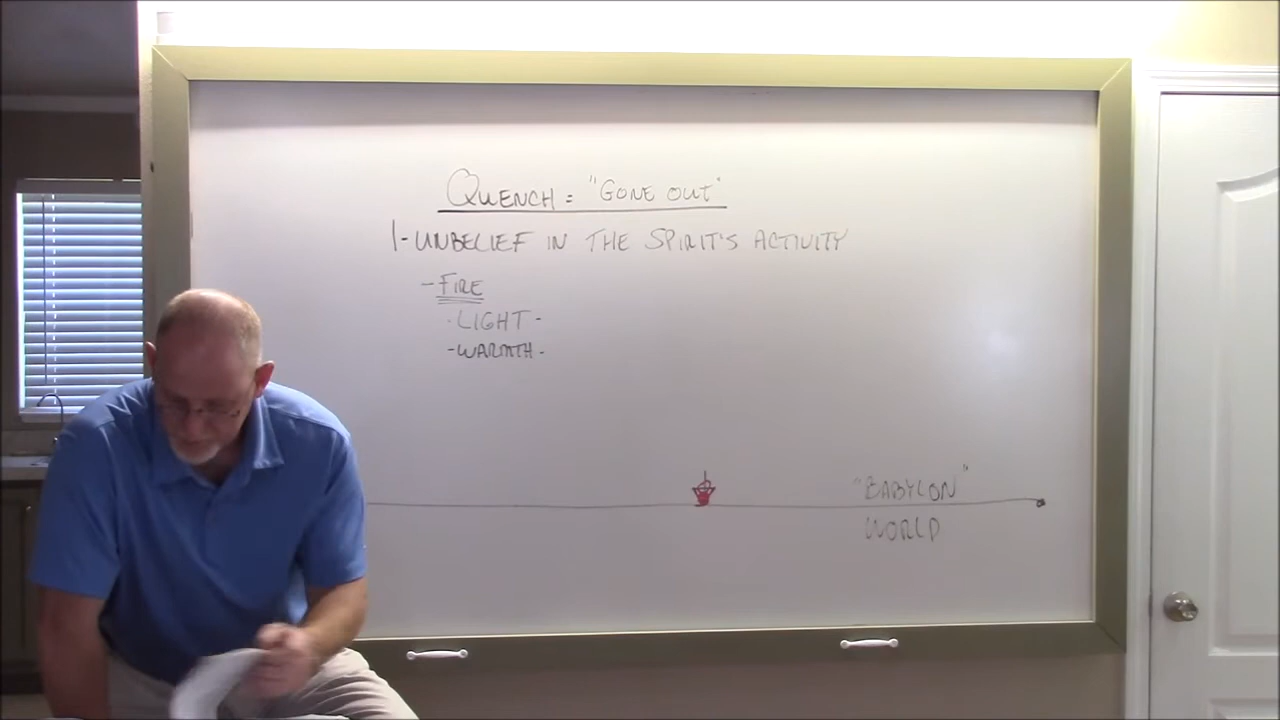 QUENCH = "GONE OUT"
1-UNBELIEF IN THE SPIRIT'S ACTIVITY
-FIRE
-LIGHT-
-WARMTH-
"BABYLON"
WORLD